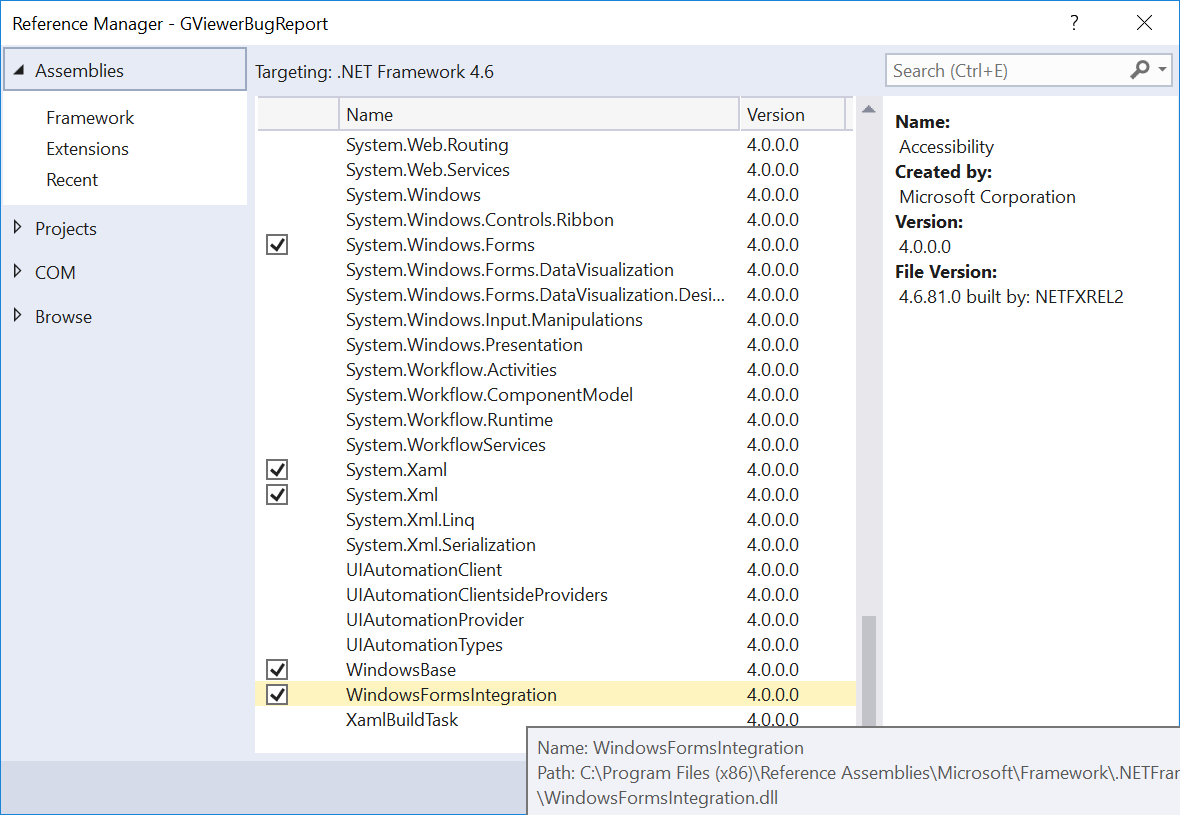 Reference Manager - GViewerBugReport
?
Assemblies
Framework
Extensions
Recent
Projects
COM
Browse
Targeting: .NET Framework 4.6
Name Version
System.Web.Routing 4.0.0.0
System.Web.Services 4.0.0.0
System.Windows 4.0.0.0
System.Windows.Controls.Ribbon 4.0.0.0
System.Windows.Forms 4.0.0.0
System.Windows.Forms.DataVisualization 4.0.0.0
System.Windows.Forms.DataVisualization.Desi... 4.0.0.0
System.Windows.Input.Manipulations 4.0.0.0
System.Windows.Presentation 4.0.0.0
System.Workflow.Activities 4.0.0.0
System.Workflow.ComponentModel 4.0.0.0
System.Workflow.Runtime 4.0.0.0
System.WorkflowServices 4.0.0.0
System.Xaml 4.0.0.0
System.Xml 4.0.0.0
System.Xml.Linq 4.0.0.0
System.Xml.Serialization 4.0.0.0
UIAutomationClient 4.0.0.0
UIAutomationClientsideProviders 4.0.0.0
UIAutomationProvider 4.0.0.0
UIAutomationTypes 4.0.0.0
WindowsBase 4.0.0.0
WindowsFormsIntegration 4.0.0.0
XamlBuildTask 4.0.0.0
Name: WindowsFormsIntegration
Path: C:\Program Files (x86)\Reference Assemblies\Microsoft\Framework\.NETFra
\WindowsFormsIntegration.dll
Search (Ctrl+E)
Name:
Accessibility
Created by:
Microsoft Corporation
Version:
4.0.0.0
File Version:
4.6.81.0 built by: NETFXREL2